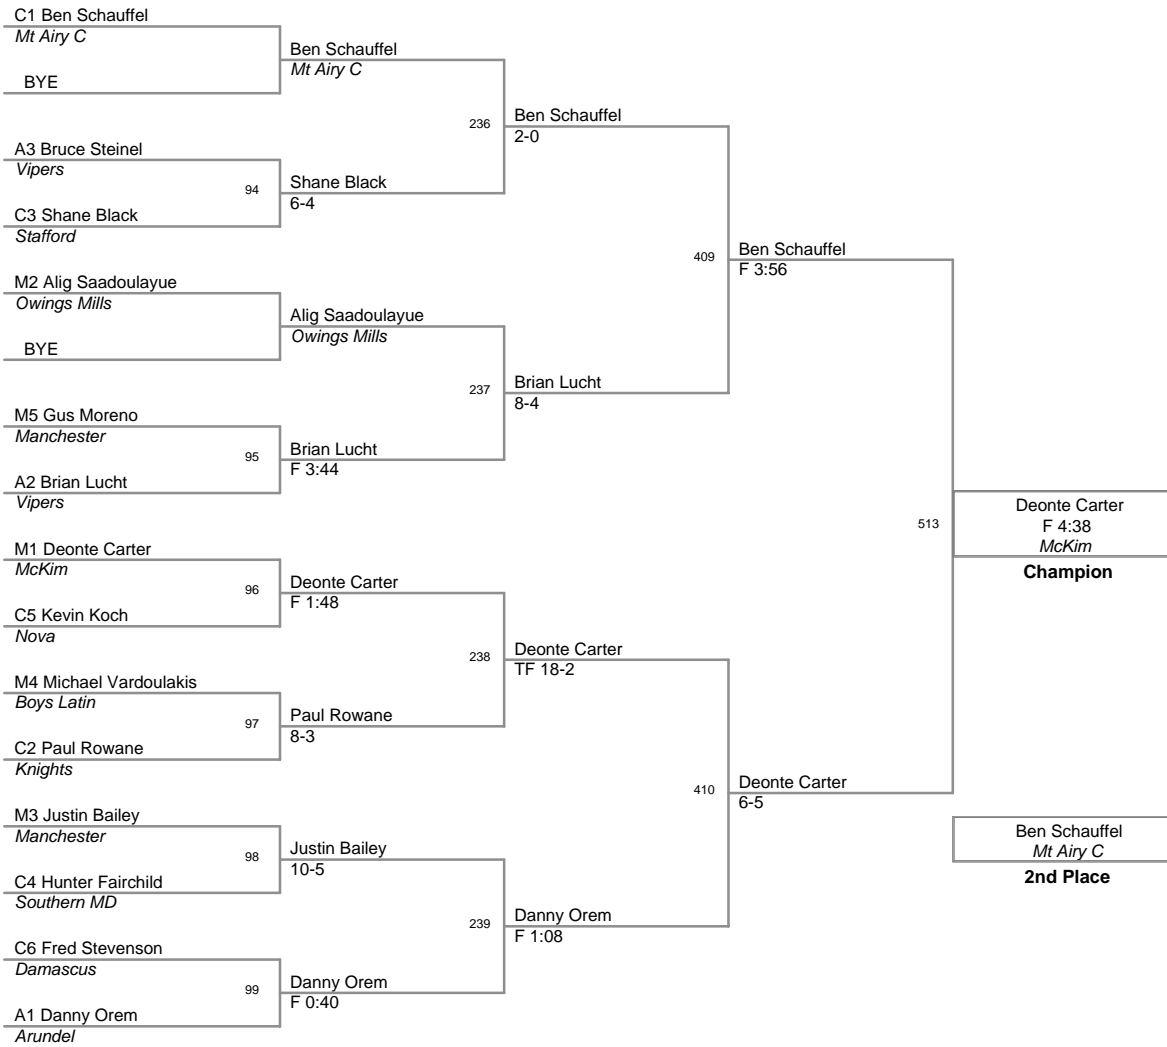 C1 Ben Schauffel
Mt Airy C
BYE
A3 Bruce Steinel
Vipers
94
C3 Shane Black
Stafford
M2 Alig Saadoulayue
Owings Mills
BYE
M5 Gus Moreno
Manchester
95
A2 Brian Lucht
Vipers
M1 Deonte Carter
McKim
96
C5 Kevin Koch
Nova
M4 Michael Vardoulakis
Boys Latin
97
C2 Paul Rowane
Knights
M3 Justin Bailey
Manchester
98
C4 Hunter Fairchild
Southern MD
C6 Fred Stevenson
Damascus
99
A1 Danny Orem
Arundel
Ben Schauffel
Mt Airy C
236
Shane Black
6-4
Alig Saadoulayue
Owings Mills
237
Brian Lucht
F 3:44
Deonte Carter
F 1:48
238
Paul Rowane
8-3
Justin Bailey
10-5
239
Danny Orem
F 0:40
Ben Schauffel
2-0
409
Brian Lucht
8-4
Deonte Carter
TF 18-2
410
Danny Orem
F 1:08
Ben Schauffel
F 3:56
513
Deonte Carter
6-5
Deonte Carter
F 4:38
McKim
Champion
Ben Schauffel
Mt Airy C
2nd Place